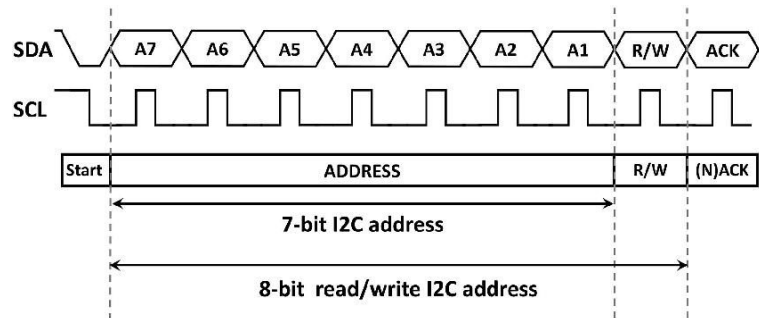 SDA A7 A6 A5 A4 A3 A2 A1 R/W ACK
SCL
Start ADDRESS R/W (N)ACK
7-bit I2C address
8-bit read/write I2C address